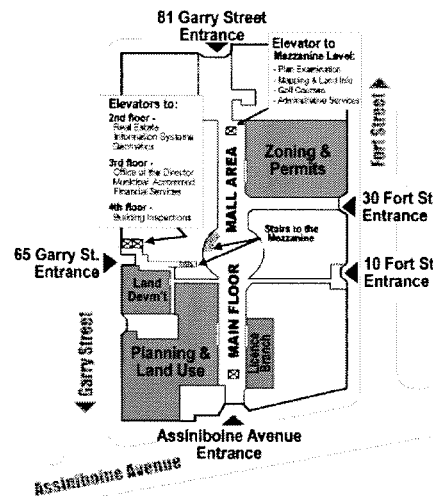 81 Garry Street
Entrance
Elevator to
Mezzanine Level:
- Plan Examination
- Mapping & Land Info
- Golf Courses
- Administrative Services
Elevators to:
2nd floor -
Real Estate
Information Systems
Geomatics
3rd floor -
Office of the Director
Municipal Accommod
Financial Services
4th floor -
Building Inspections
Fort Street
Zoning &
Permits
MALL AREA
30 Fort St
Entrance
Stairs to the
Mezzanine
65 Garry St.
Entrance
10 Fort St
Entrance
Land
Devm't
MAIN FLOOR
Licence
Branch
Planning &
Land Use
Garry Street
Assiniboine Avenue
Entrance
Assiniboine Avenue